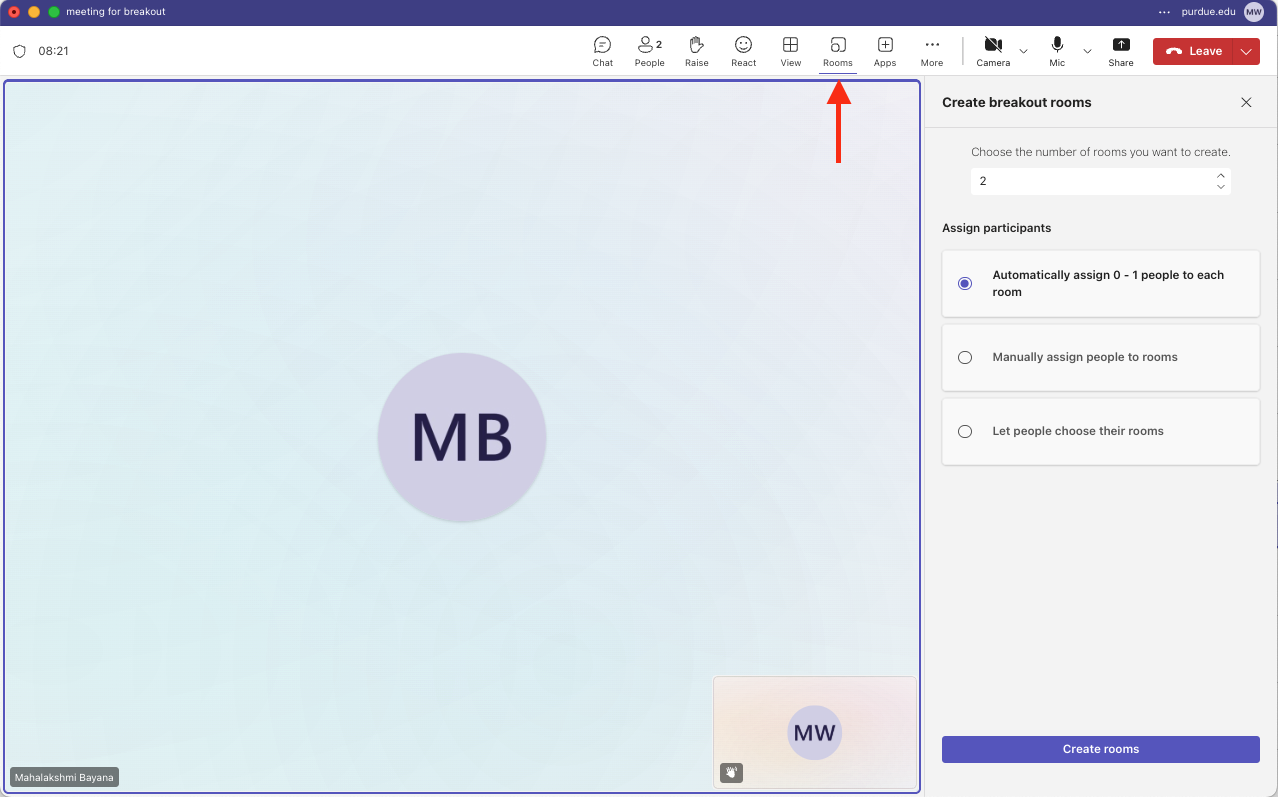 meeting for breakout
purdue.edu
MW
08:21
Chat
People
2
Raise
React
View
Rooms
Apps
More
Camera
Mic
Share
Leave
Create breakout rooms
Choose the number of rooms you want to create.
2
Assign participants
Automatically assign 0 - 1 people to each
room
Manually assign people to rooms
Let people choose their rooms
Create rooms
MB
MW
Mahalakshmi Bayana